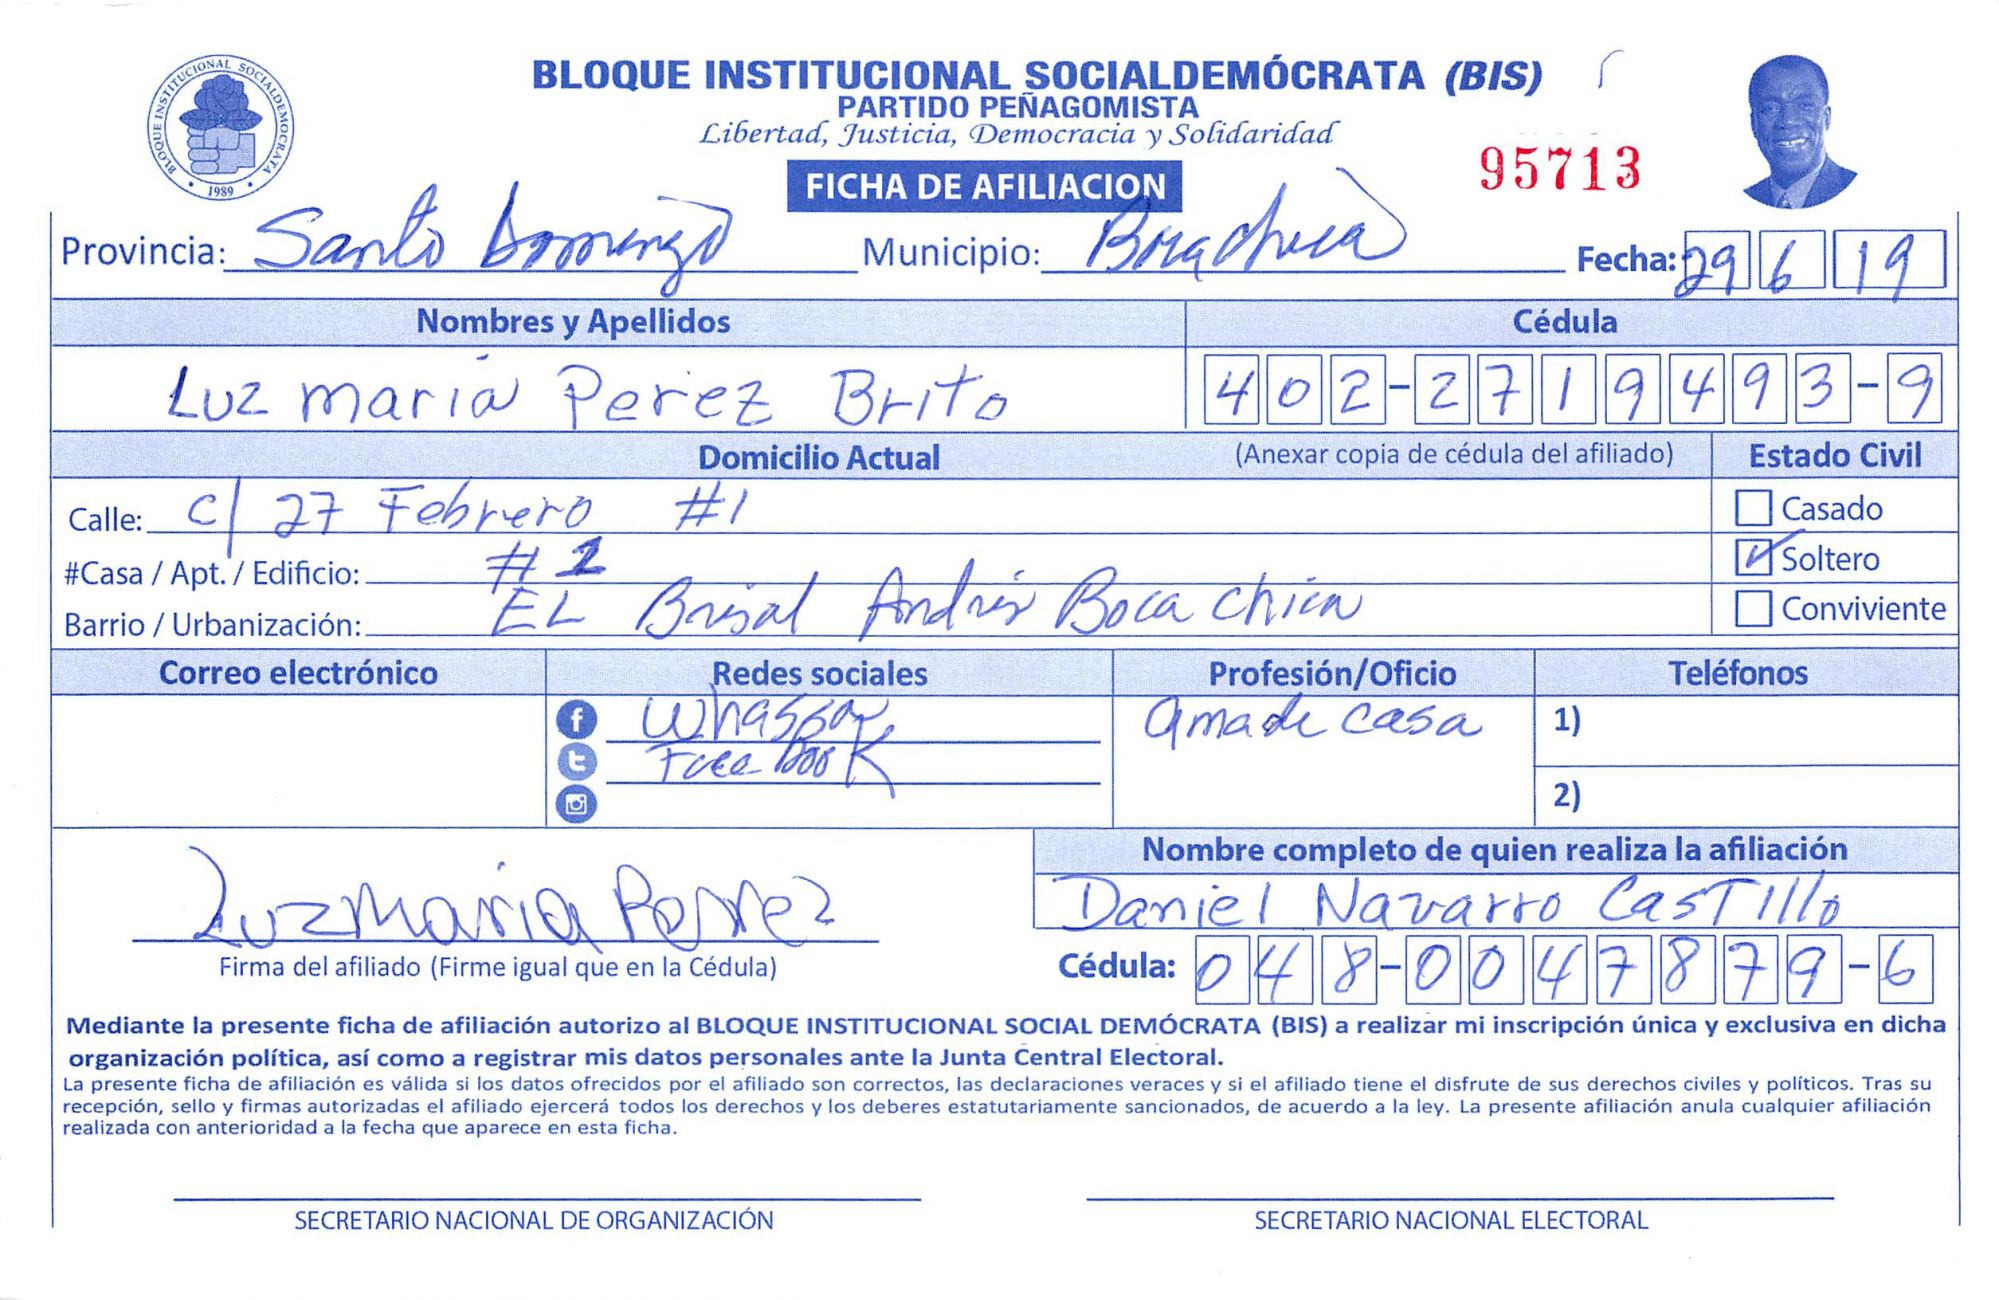 BLOQUE INSTITUCIONAL SOCIALDEMÓCRATA (BIS)
PARTIDO PEÑAGOMISTA
Libertad, Justicia, Democracia y Solidaridad
BLOQUE INSTITUCIONAL SOCIALDEMOCRATA • 1989 •
95713
FICHA DE AFILIACION
Provincia: Santo Domingo Municipio: Bocachica Fecha: 29 6 19
Nombres y Apellidos Cédula
Luz maria Perez Brito 402-2719493-9
Domicilio Actual (Anexar copia de cédula del afiliado) Estado Civil
Calle: c/ 27 Febrero #1 Casado
#Casa / Apt. / Edificio: # 1 Soltero
Barrio / Urbanización: EL Brisal Andrés Boca chica Conviviente
Correo electrónico Redes sociales Profesión/Oficio Teléfonos
ama de casa 1)
2)
Nombre completo de quien realiza la afiliación
Daniel Navarro Castillo
Luz Maria Perez
Firma del afiliado (Firme igual que en la Cédula) Cédula: 048-0047879-6
Mediante la presente ficha de afiliación autorizo al BLOQUE INSTITUCIONAL SOCIAL DEMÓCRATA (BIS) a realizar mi inscripción única y exclusiva en dicha
organización política, así como a registrar mis datos personales ante la Junta Central Electoral.
La presente ficha de afiliación es válida si los datos ofrecidos por el afiliado son correctos, las declaraciones veraces y si el afiliado tiene el disfrute de sus derechos civiles y políticos. Tras su
recepción, sello y firmas autorizadas el afiliado ejercerá todos los derechos y los deberes estatutariamente sancionados, de acuerdo a la ley. La presente afiliación anula cualquier afiliación
realizada con anterioridad a la fecha que aparece en esta ficha.
SECRETARIO NACIONAL DE ORGANIZACIÓN SECRETARIO NACIONAL ELECTORAL